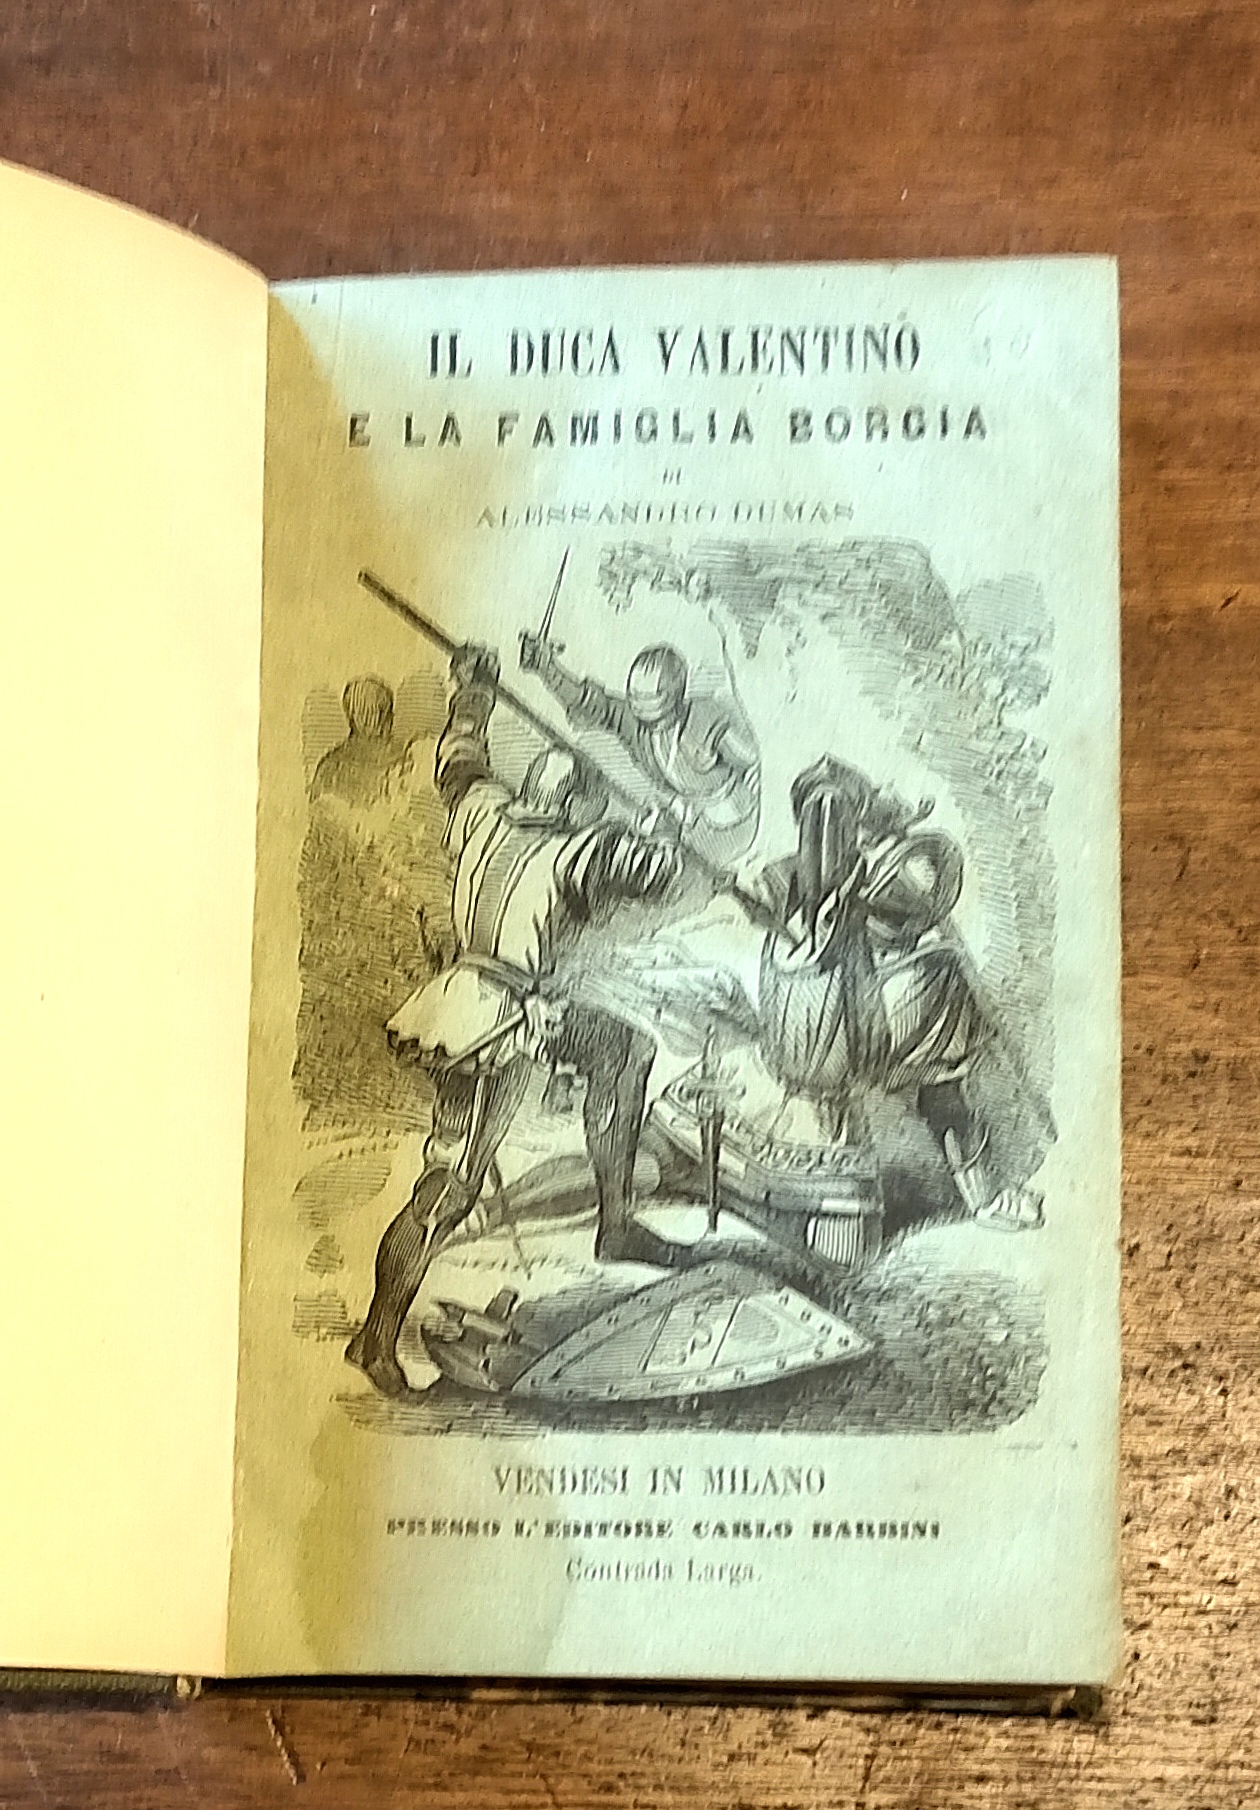 IL DUCA VALENTINO
E LA FAMIGLIA BORGIA
DI
ALESSANDRO DUMAS
VENDESI IN MILANO
PRESSO L'EDITORE CARLO BARBINI
Contrada Larga.